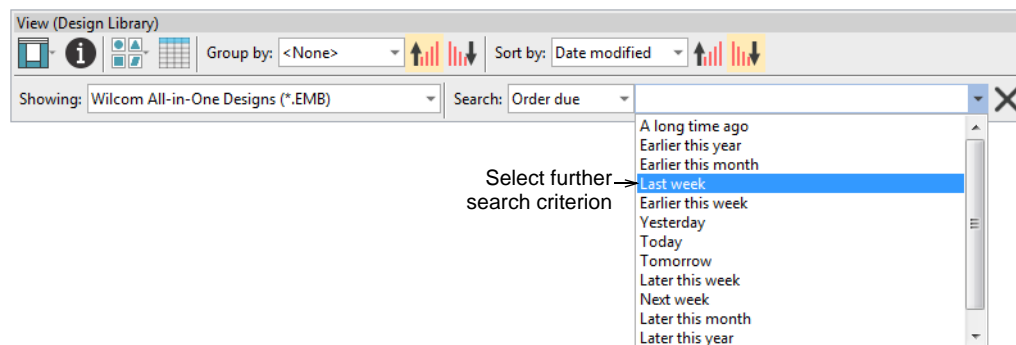 View (Design Library)
Group by: <None> Sort by: Date modified
Showing: Wilcom All-in-One Designs (*.EMB) Search: Order due
A long time ago
Earlier this year
Earlier this month
Select further
search criterion
Last week
Earlier this week
Yesterday
Today
Tomorrow
Later this week
Next week
Later this month
Later this year